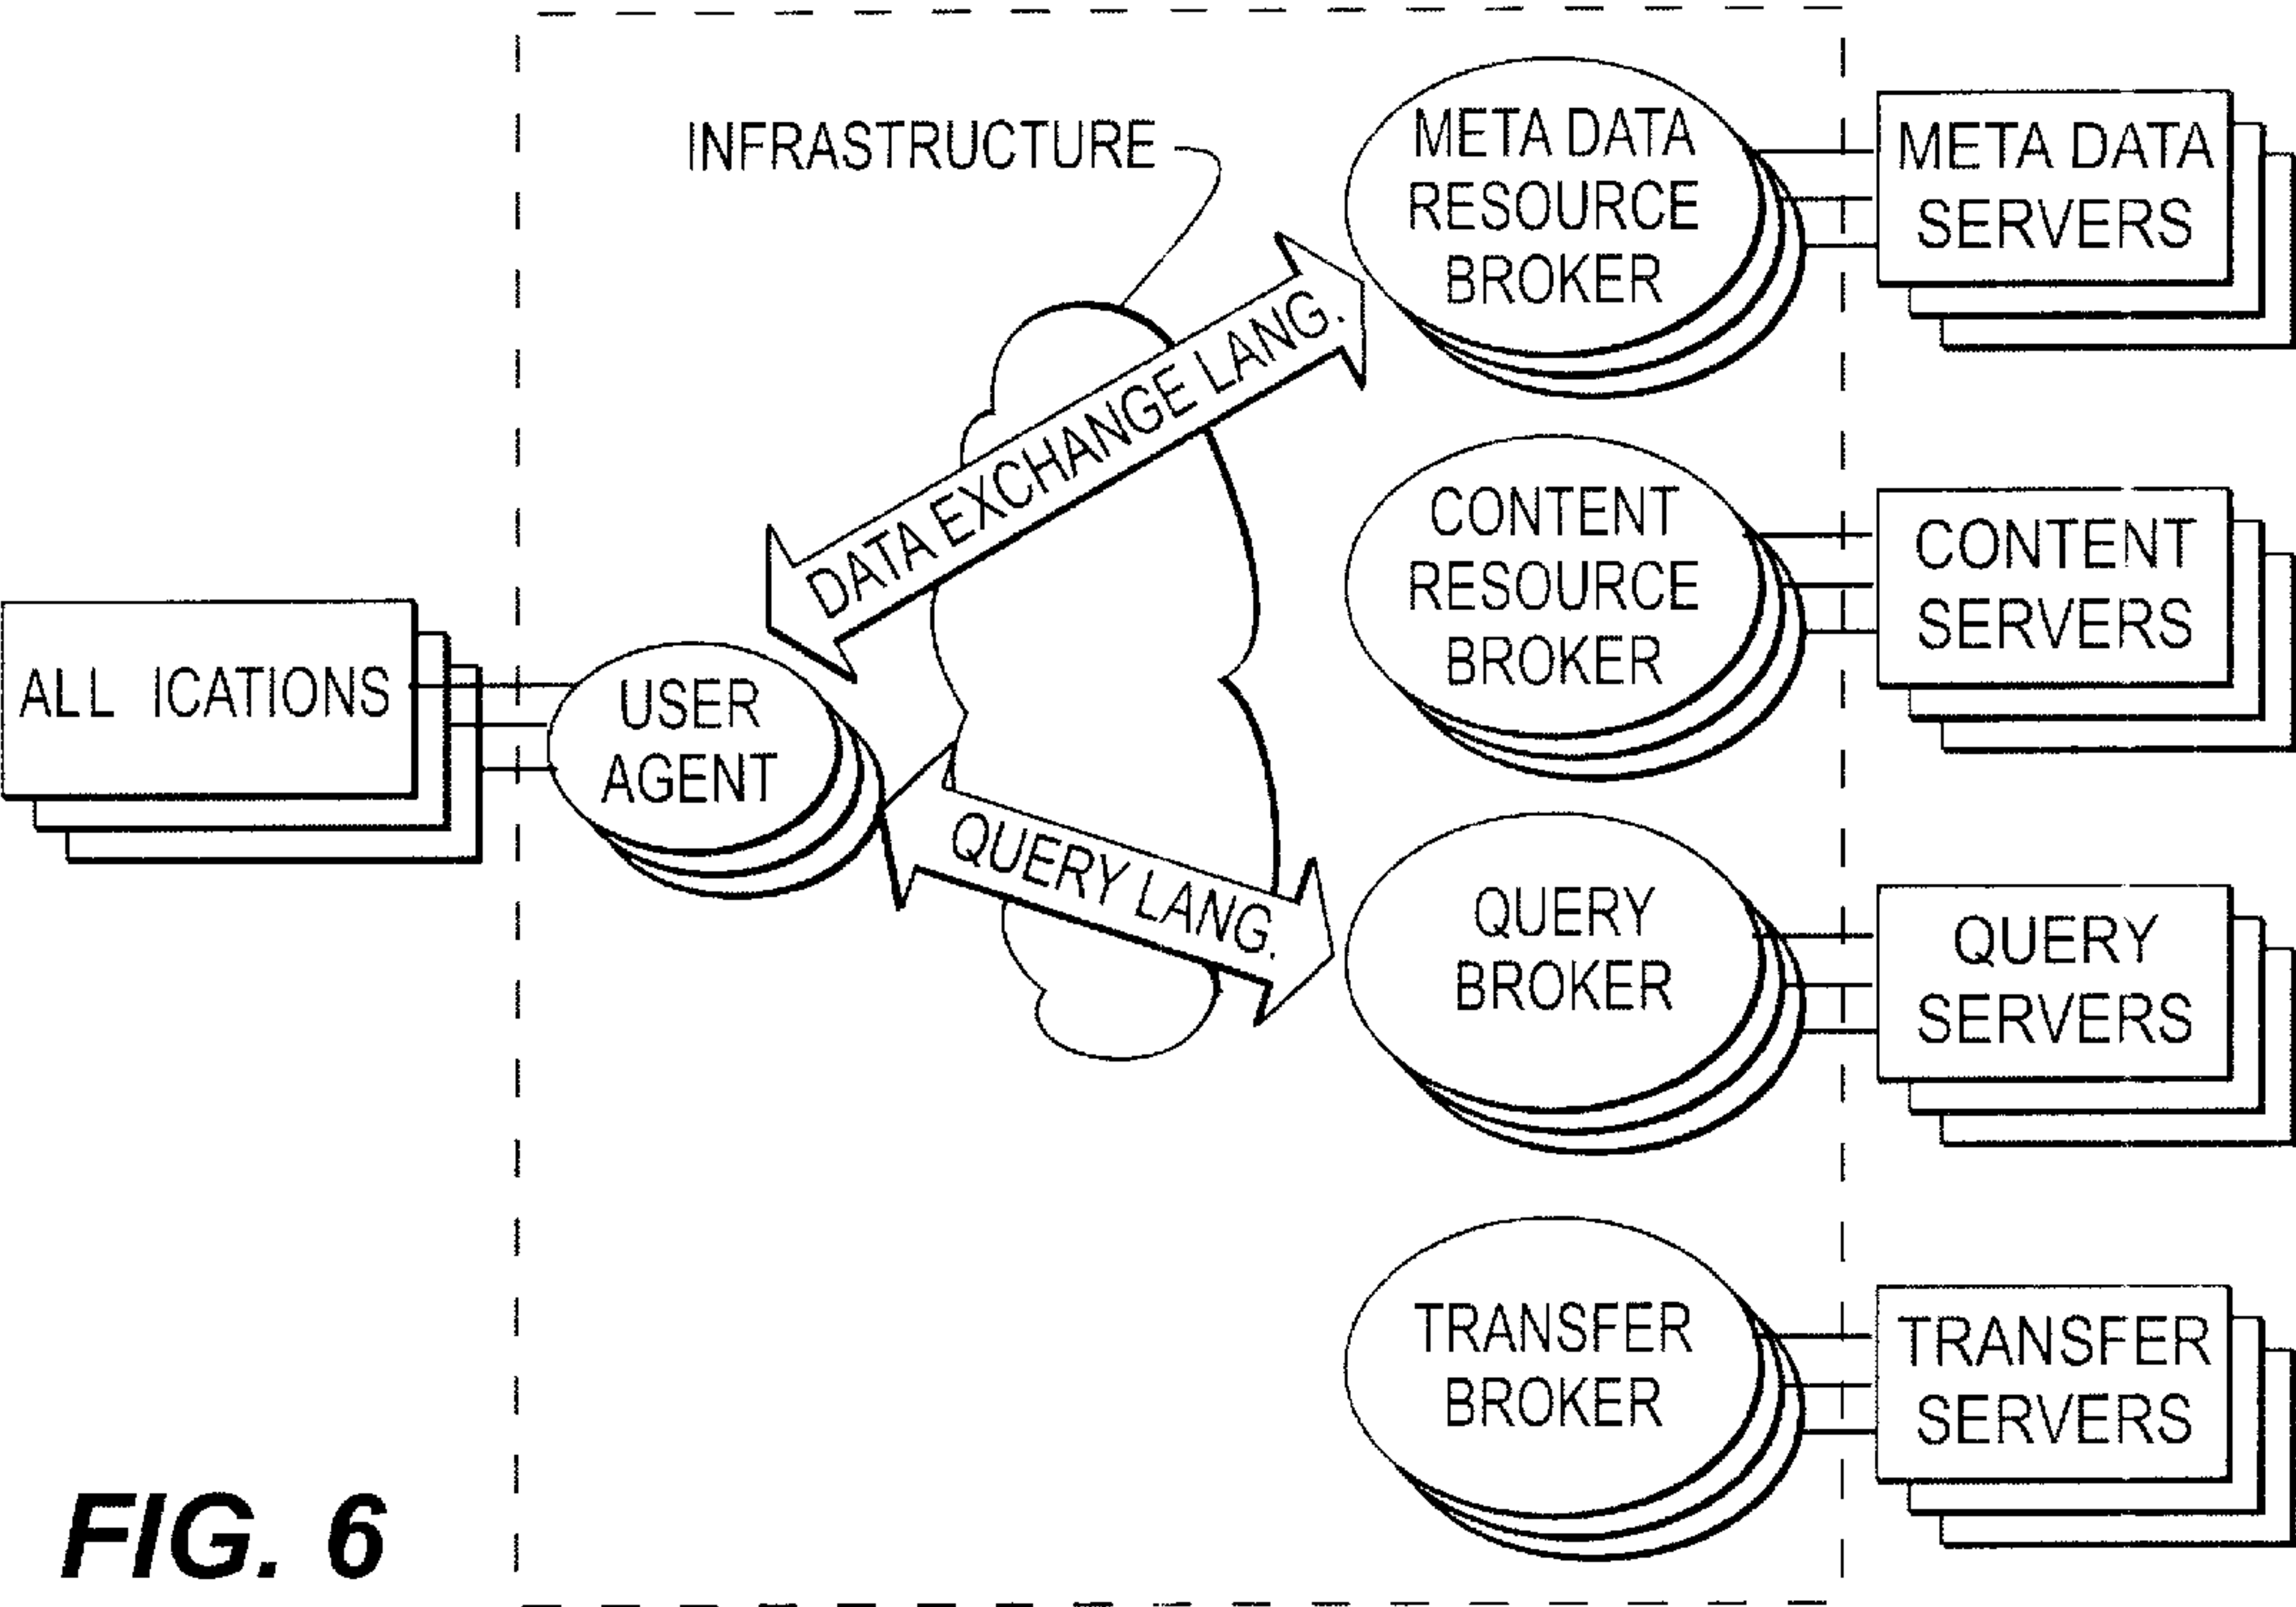 INFRASTRUCTURE
META DATA
RESOURCE
BROKER
META DATA
SERVERS
DATA EXCHANGE LANG.
CONTENT
RESOURCE
BROKER
CONTENT
SERVERS
ALL ICATIONS
USER
AGENT
QUERY LANG.
QUERY
BROKER
QUERY
SERVERS
TRANSFER
BROKER
TRANSFER
SERVERS
FIG. 6